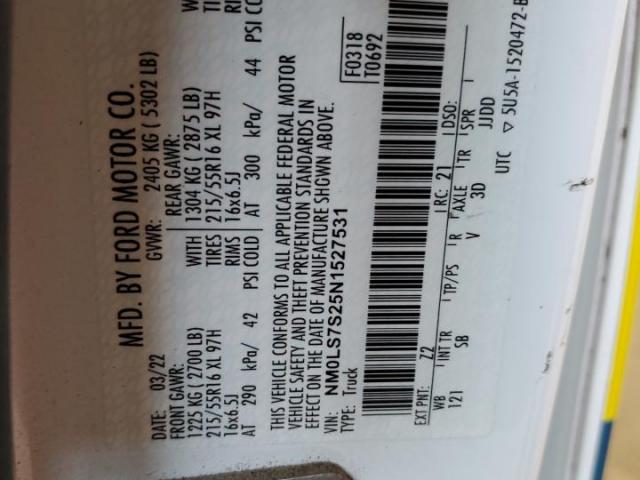 MFD. BY FORD MOTOR CO.
DATE: 03/22 GVWR: 2405 KG ( 5302 LB)
FRONT GAWR: REAR GAWR:
1225 KG ( 2700 LB) WITH 1304 KG ( 2875 LB) W
215/55R16 XL 97H TIRES 215/55R16 XL 97H TI
16x6.5J RIMS 16x6.5J RI
AT 290 kPa/ 42 PSI COLD AT 300 kPa/ 44 PSI CO
THIS VEHICLE CONFORMS TO ALL APPLICABLE FEDERAL MOTOR
VEHICLE SAFETY AND THEFT PREVENTION STANDARDS IN
EFFECT ON THE DATE OF MANUFACTURE SHOWN ABOVE.
VIN: NM0LS7S25N1527531
TYPE: Truck
F0318
T0692
EXT PNT: Z2 RC: 21 DSO:
WB INT TR TP/PS R AXLE TR SPR
121 SB V 3D JJDD
UTC ▽ 5U5A-1520472-B